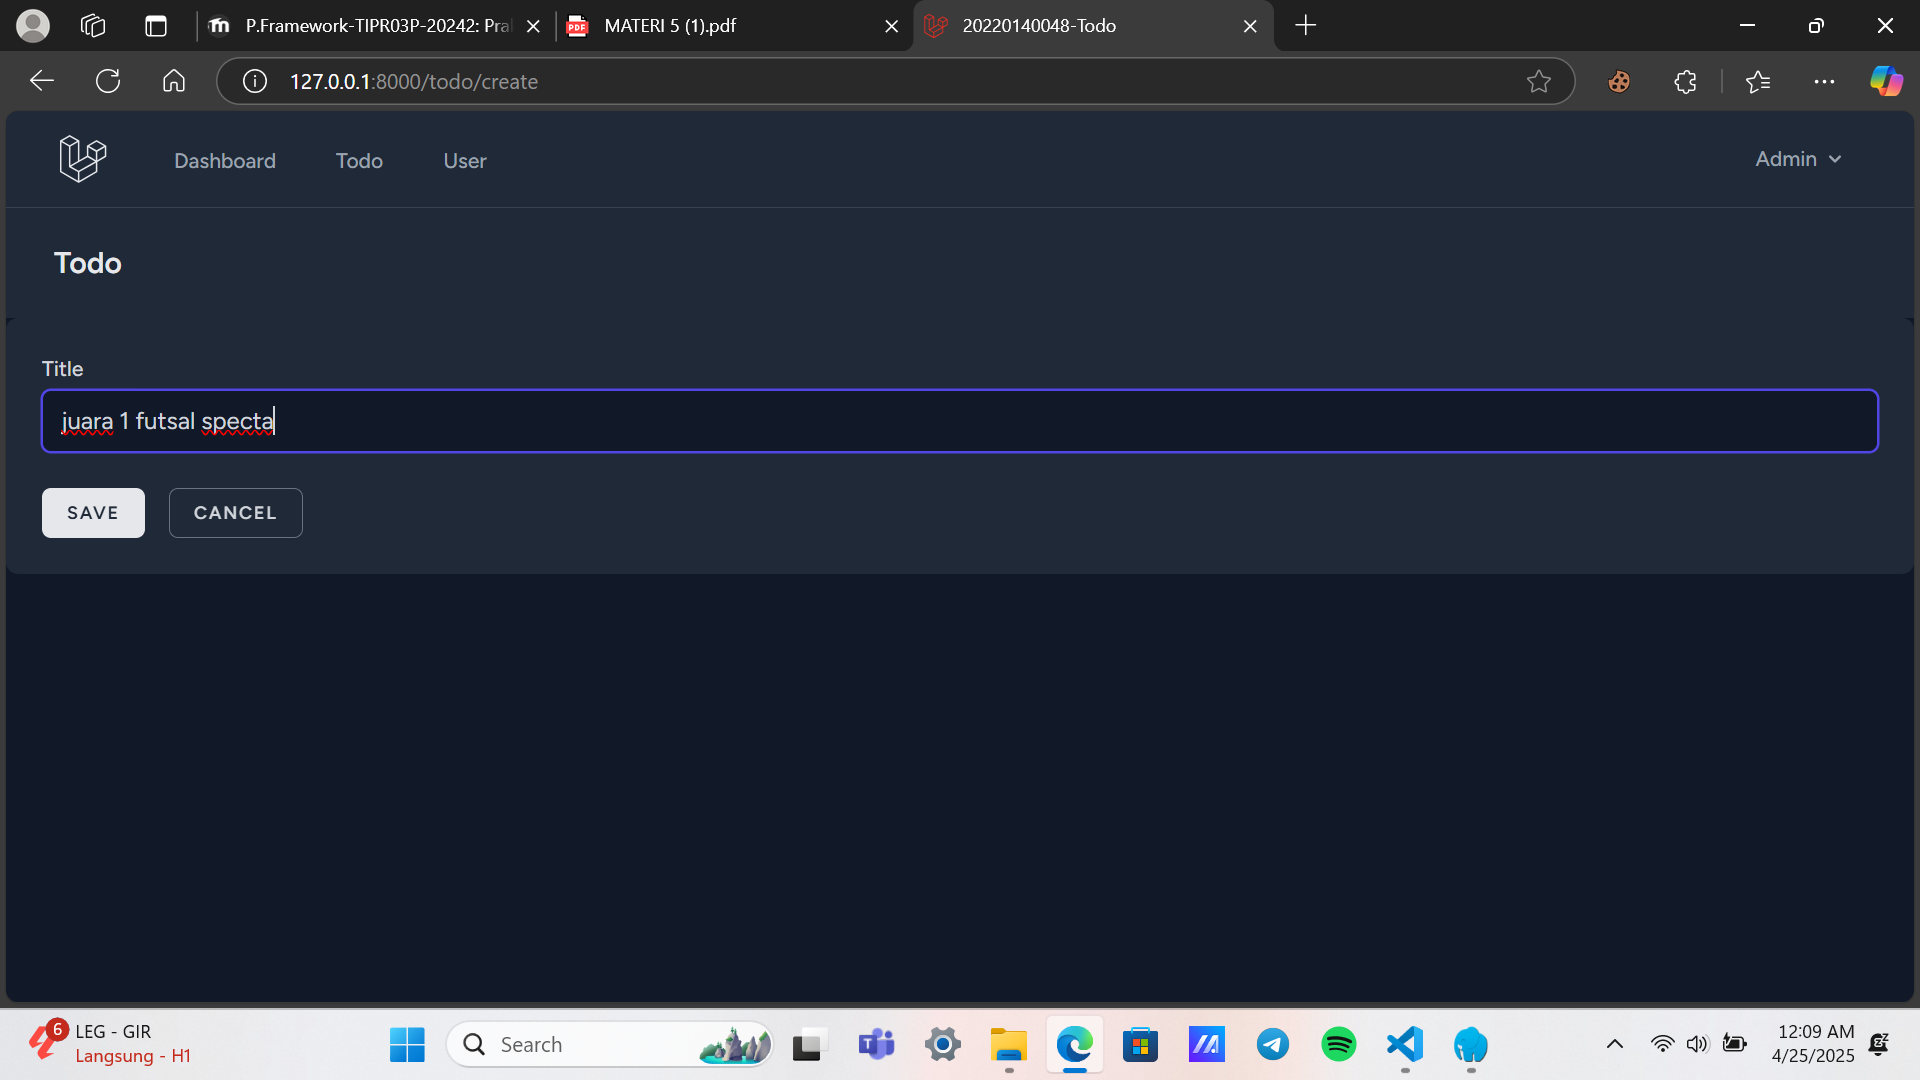 P.Framework-TIPR03P-20242: Pra
MATERI 5 (1).pdf
20220140048-Todo
127.0.0.1:8000/todo/create
Dashboard
Todo
User
Admin
Todo
Title
juara 1 futsal specta
SAVE
CANCEL
6
LEG - GIR
Langsung - H1
Search
12:09 AM
4/25/2025